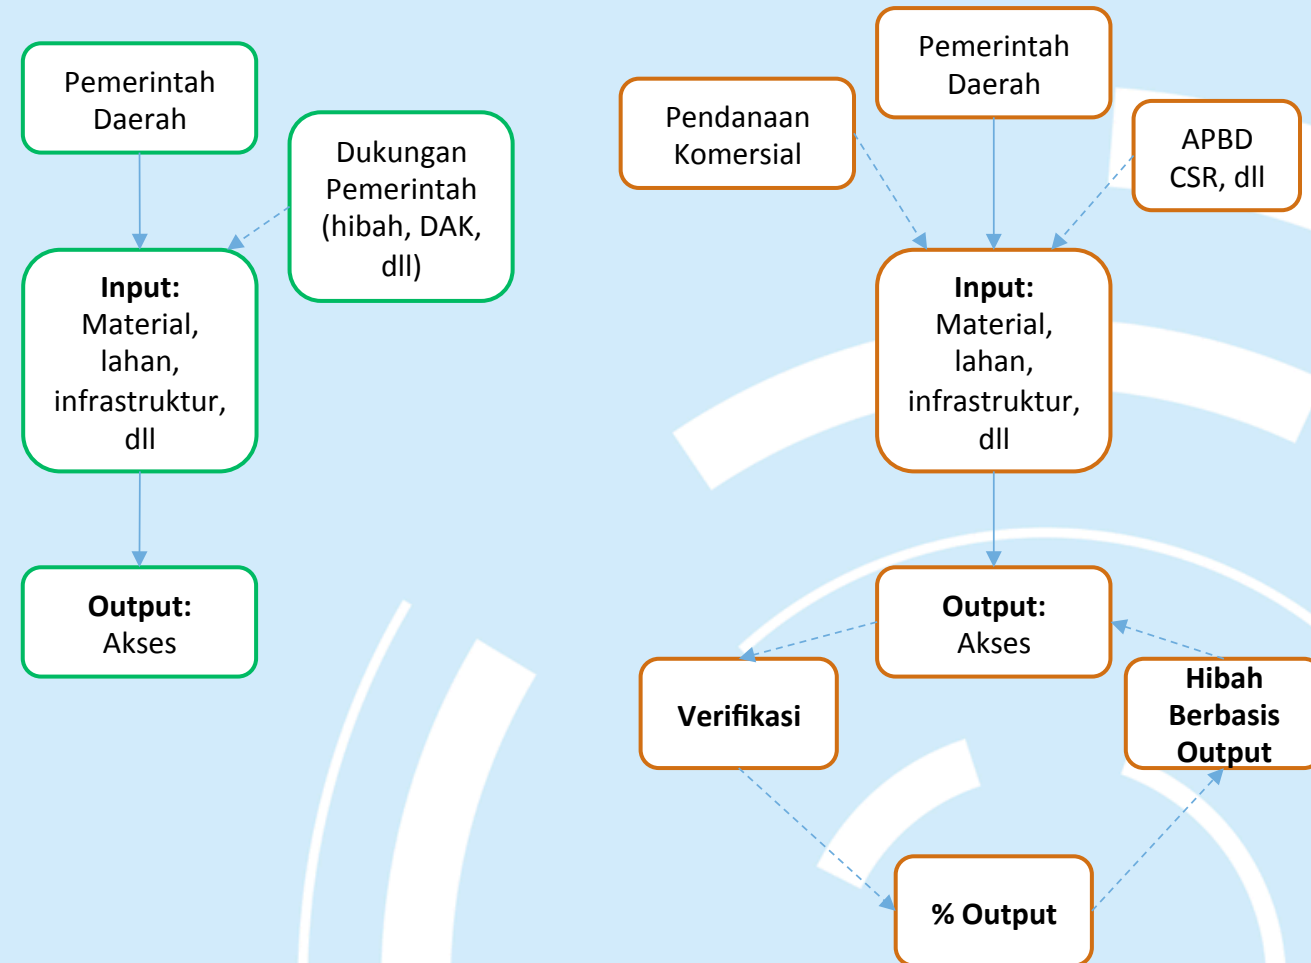 Pemerintah
Daerah
Dukungan
Pemerintah
(hibah, DAK,
dll)
Input:
Material,
lahan,
infrastruktur,
dll
Output:
Akses
Pemerintah
Daerah
Pendanaan
Komersial
APBD
CSR, dll
Input:
Material,
lahan,
infrastruktur,
dll
Output:
Akses
Verifikasi
Hibah
Berbasis
Output
% Output